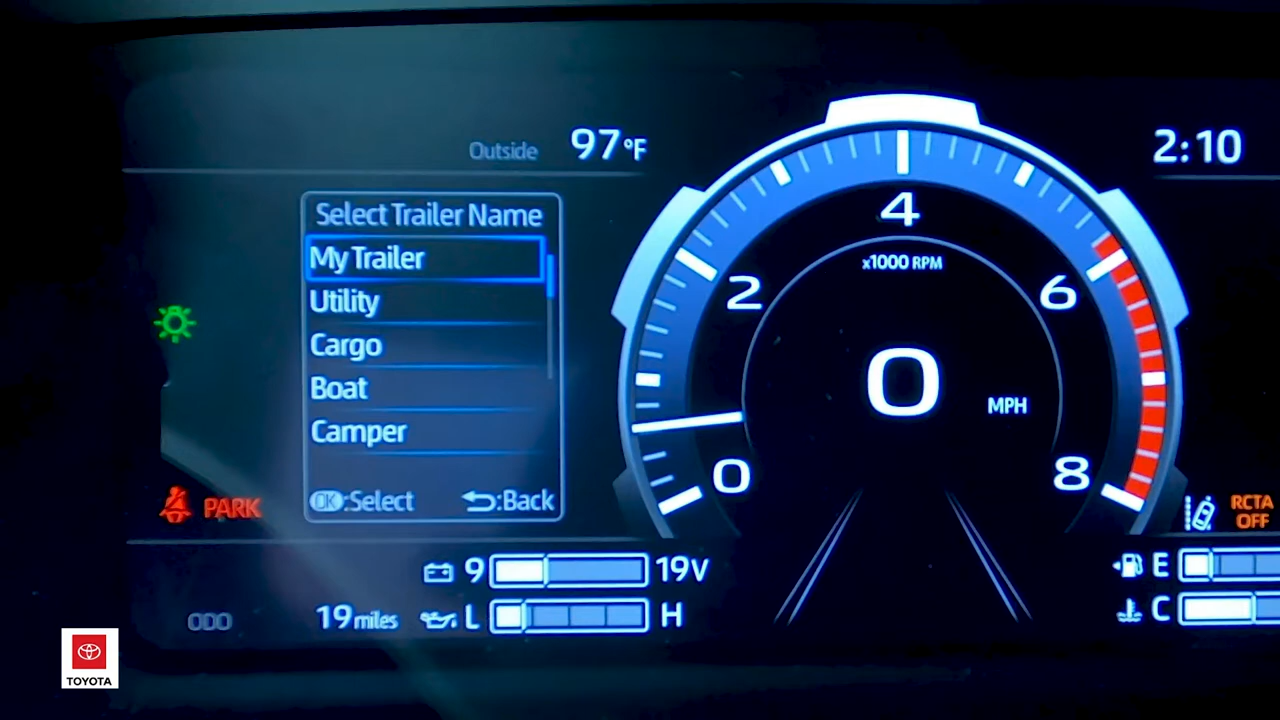 Outside 97°F
2:10
Select Trailer Name
My Trailer
Utility
Cargo
Boat
Camper
OK:Select :Back
PARK
0
2
4
6
8
x1000 RPM
0
MPH
RCTA
OFF
9 19V
L H
E
C
ODO 19 miles
TOYOTA